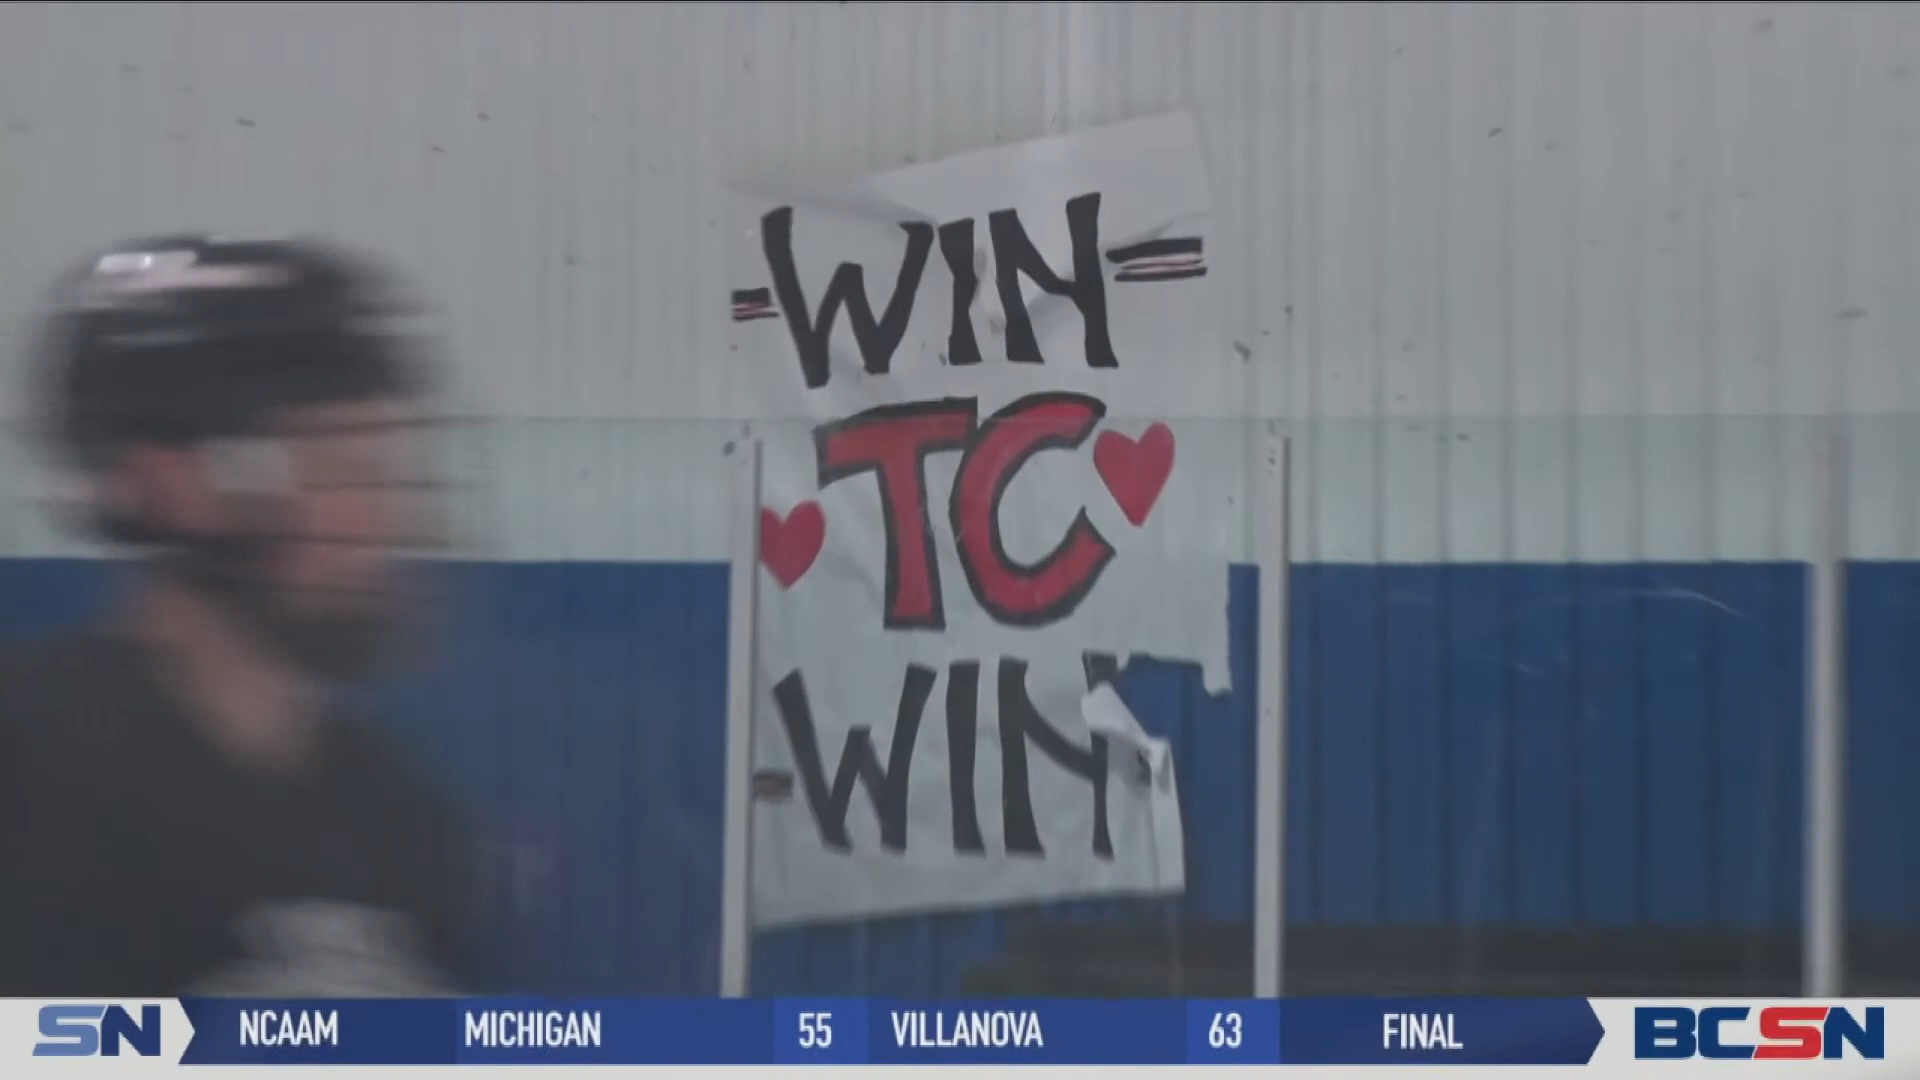 WIN
TC
WIN
SN NCAAM MICHIGAN 55 VILLANOVA 63 FINAL BCSN